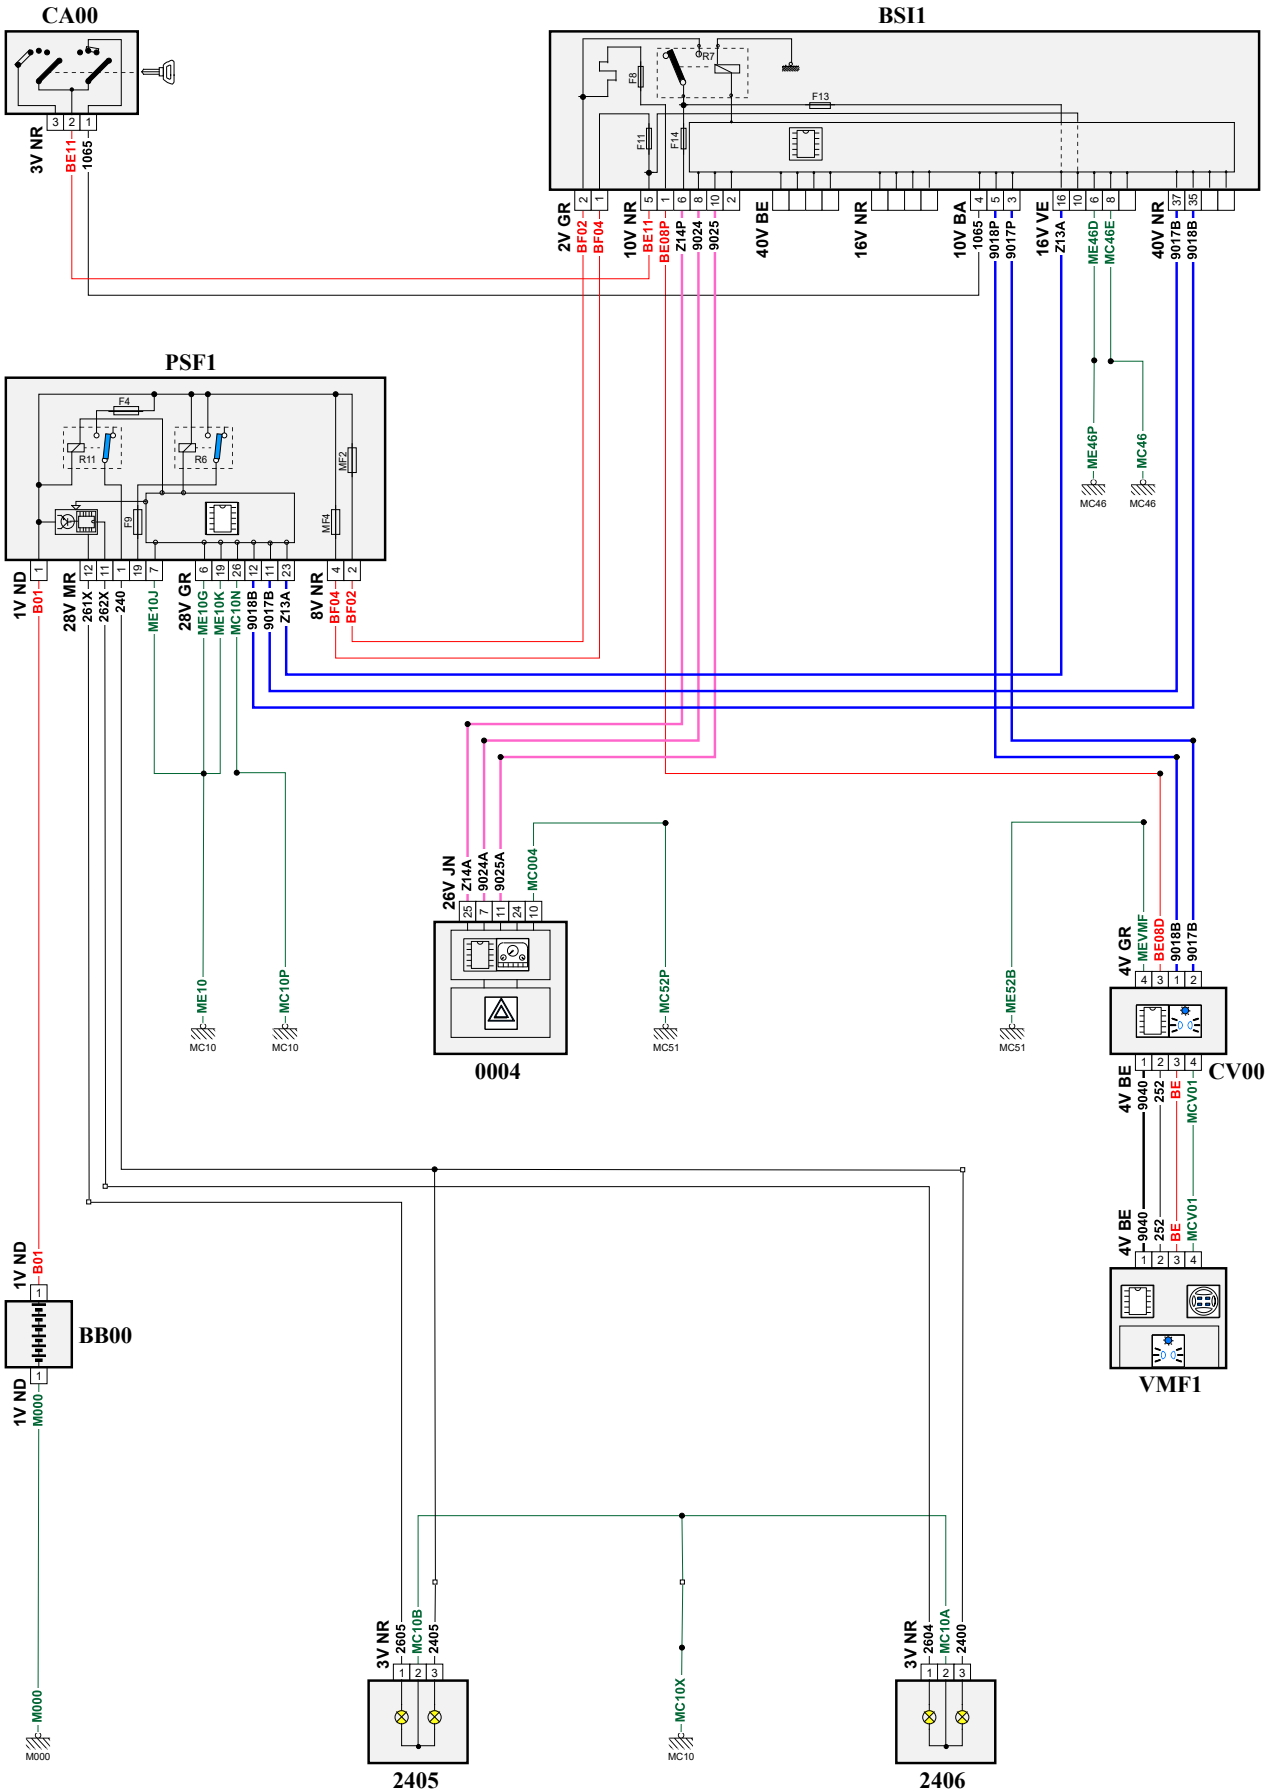 CA00
BSI1
R7
F8
F13
F11
F14
3 2 1
3V NR
BE11
1065
2 1
5 1 6 8 10 2
4 5 3
16 10 6 8
37 35
2V GR
BF02
BF04
10V NR
BE11
BE08P
Z14P
9024
9025
40V BE
16V NR
10V BA
1065
9018P
9017P
16V VE
Z13A
ME46D
MC46E
40V NR
9017B
9018B
PSF1
F4
R11
R6
MF2
F9
MF4
ME46P
MC46
MC46
MC46
1
12 11 1 19 7
6 19 26 12 11 23
4 2
1V ND
B01
28V MR
261X
262X
240
ME10J
28V GR
ME10G
ME10K
MC10N
9018B
9017B
Z13A
8V NR
BF04
BF02
26V JN
Z14A
9024A
9025A
MC004
25 7 11 24 10
4V GR
MEVMF
BE08D
9018B
9017B
4 3 1 2
ME10
MC10P
MC52P
ME52B
MC10
MC10
MC51
MC51
0004
CV00
1 2 3 4
4V BE
9040
252
BE
MCV01
4V BE
9040
252
BE
MCV01
1 2 3 4
VMF1
1V ND
B01
1
BB00
1
1V ND
M000
M000
M000
3V NR
2605
MC10B
2405
1 2 3
MC10X
MC10
3V NR
2604
MC10A
2400
1 2 3
2405
2406